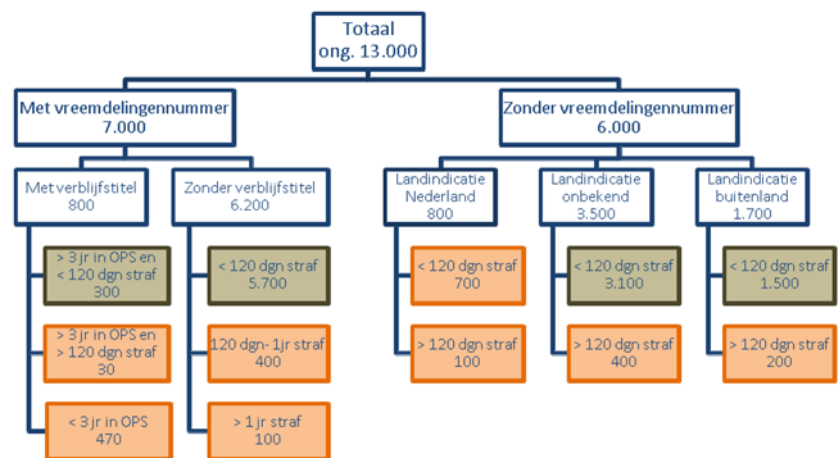 Totaal
ong. 13.000
Met vreemdelingennummer
7.000
Zonder vreemdelingennummer
6.000
Met verblijfstitel
800
Zonder verblijfstitel
6.200
Landindicatie
Nederland
800
Landindicatie
onbekend
3.500
Landindicatie
buitenland
1.700
> 3 jr in OPS en
< 120 dgn straf
300
< 120 dgn straf
5.700
< 120 dgn straf
700
< 120 dgn straf
3.100
< 120 dgn straf
1.500
> 3 jr in OPS en
> 120 dgn straf
30
120 dgn- 1jr straf
400
> 120 dgn straf
100
> 120 dgn straf
400
> 120 dgn straf
200
< 3 jr in OPS
470
> 1 jr straf
100